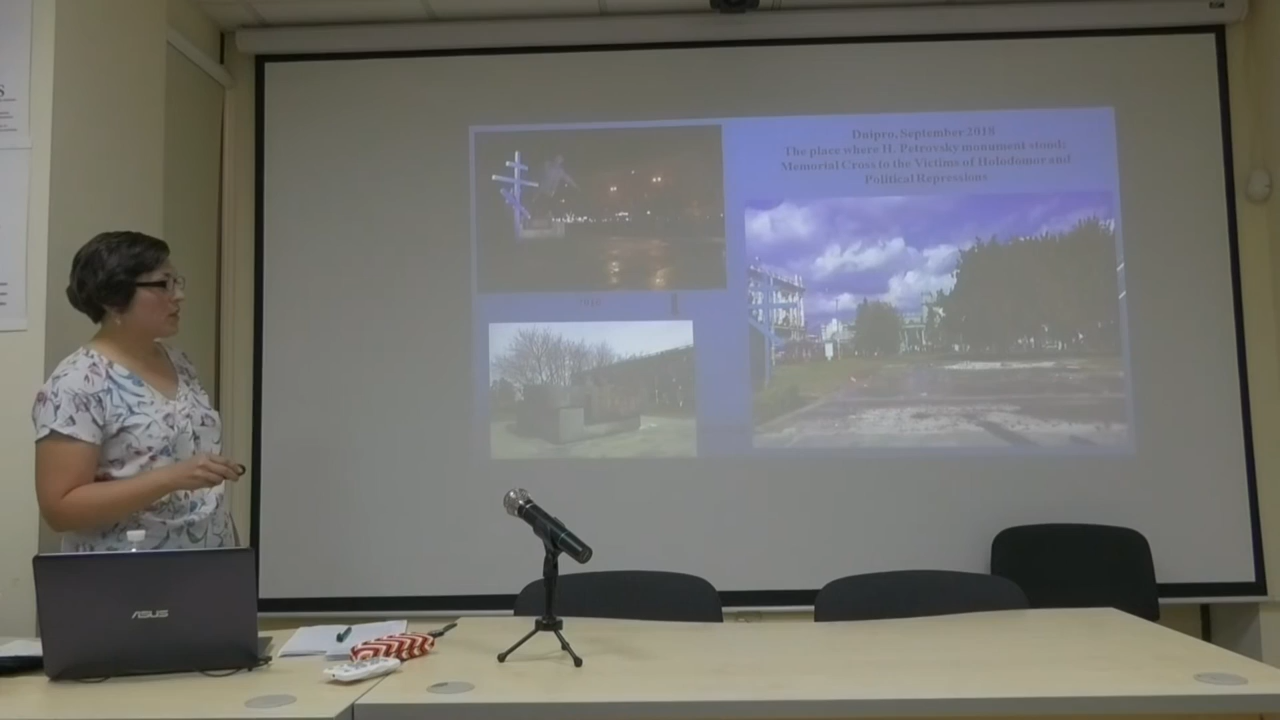 Dnipro, September 2018
The place where H. Petrovsky monument stood:
Memorial Cross to the Victims of Holodomor and
Political Repressions
ASUS